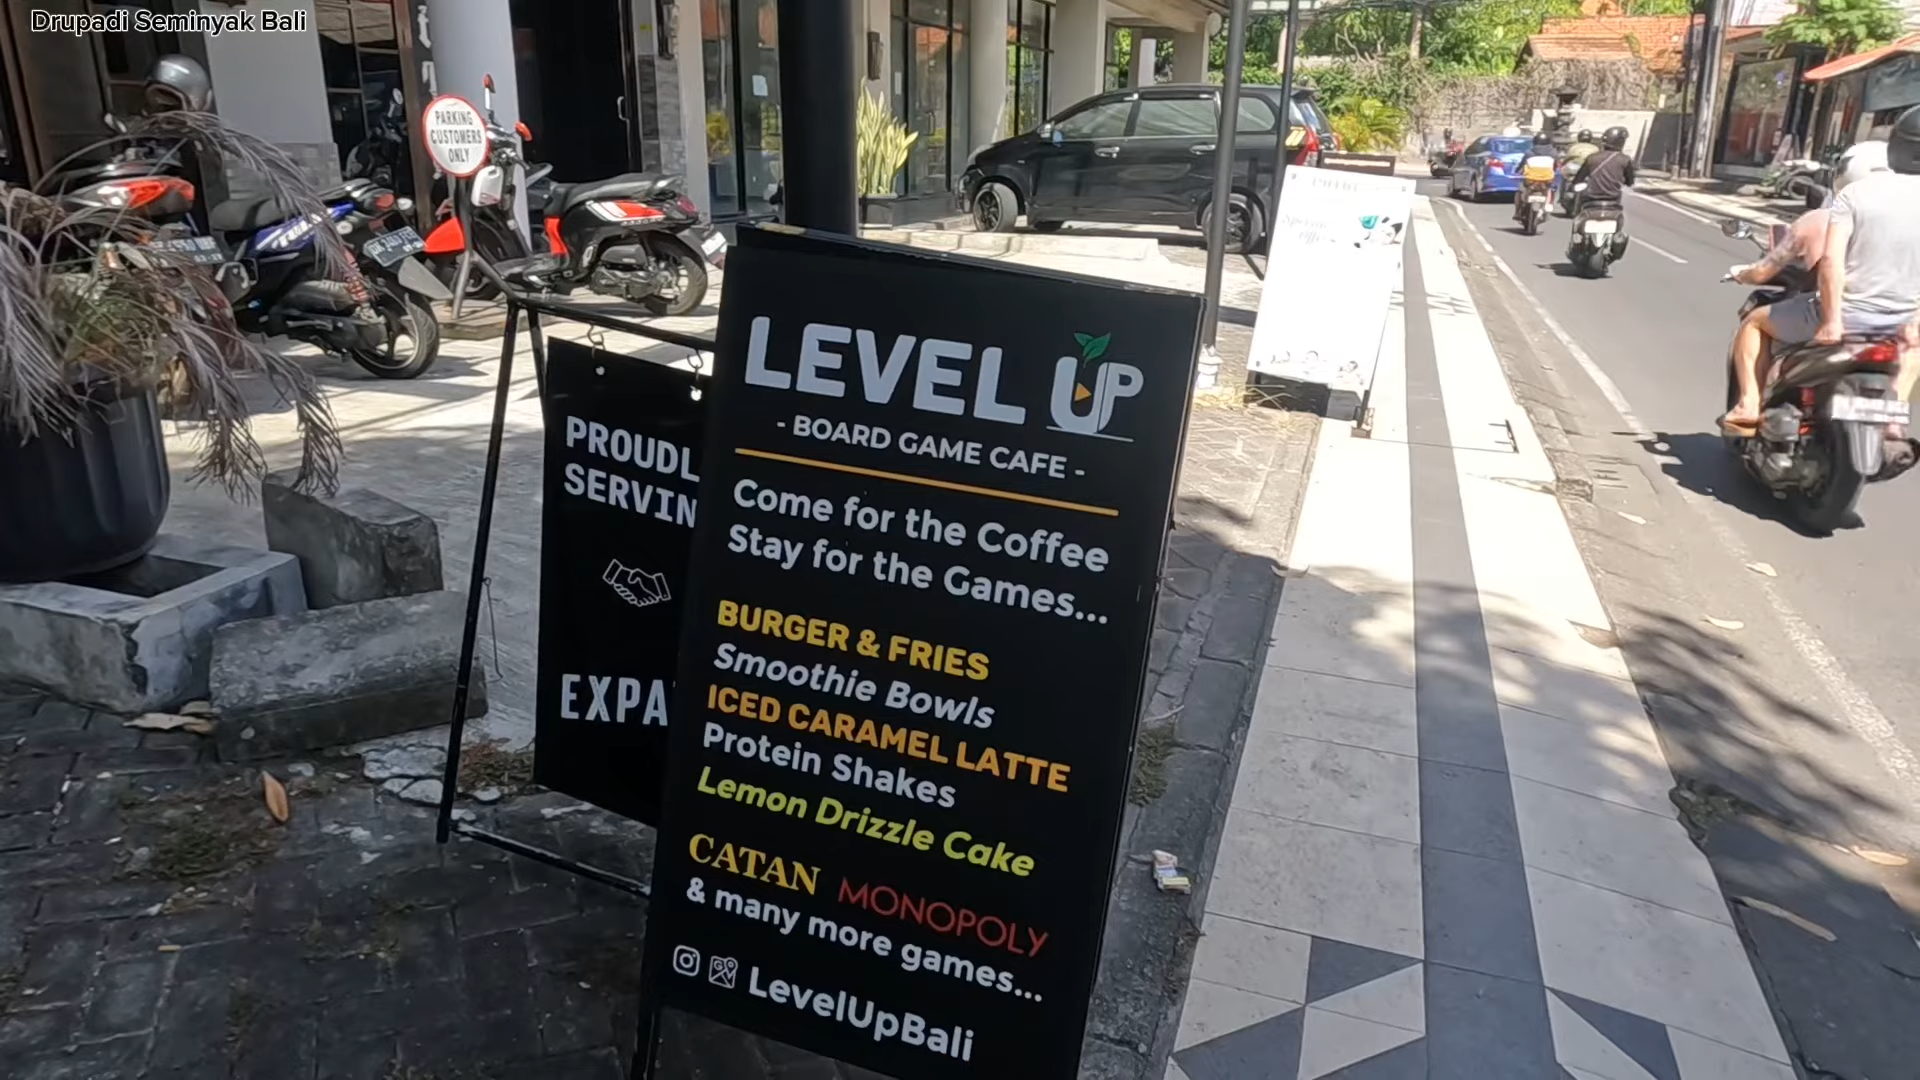 Drupadi Seminyak Bali
PARKING
CUSTOMERS
ONLY
PROUDL
SERVIN
EXPA
LEVEL UP
- BOARD GAME CAFE -
Come for the Coffee
Stay for the Games...
BURGER & FRIES
Smoothie Bowls
ICED CARAMEL LATTE
Protein Shakes
Lemon Drizzle Cake
CATAN MONOPOLY
& many more games...
LevelUpBali